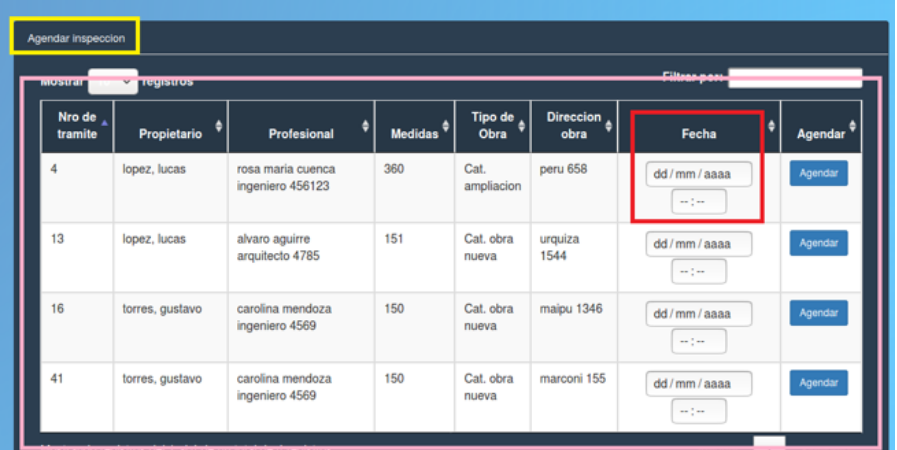 Agendar inspeccion
Mostrar registros
Filtrar por:
Nro de tramite Propietario Profesional Medidas Tipo de Obra Direccion obra Fecha Agendar
4 lopez, lucas rosa maria cuenca 360 Cat. peru 658 dd / mm / aaaa Agendar
ingeniero 456123 ampliacion -- : --
13 lopez, lucas alvaro aguirre 151 Cat. obra urquiza dd / mm / aaaa Agendar
arquitecto 4785 nueva 1544 -- : --
16 torres, gustavo carolina mendoza 150 Cat. obra maipu 1346 dd / mm / aaaa Agendar
ingeniero 4569 nueva -- : --
41 torres, gustavo carolina mendoza 150 Cat. obra marconi 155 dd / mm / aaaa Agendar
ingeniero 4569 nueva -- : --